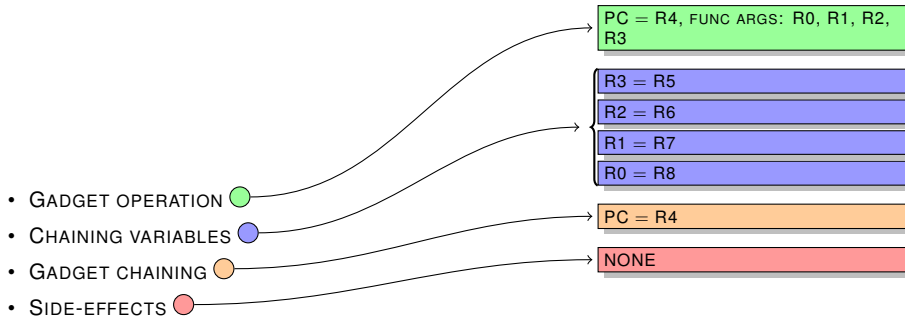 PC = R4, FUNC ARGS: R0, R1, R2,
R3
R3 = R5
R2 = R6
R1 = R7
R0 = R8
• GADGET OPERATION
• CHAINING VARIABLES
PC = R4
• GADGET CHAINING
NONE
• SIDE-EFFECTS